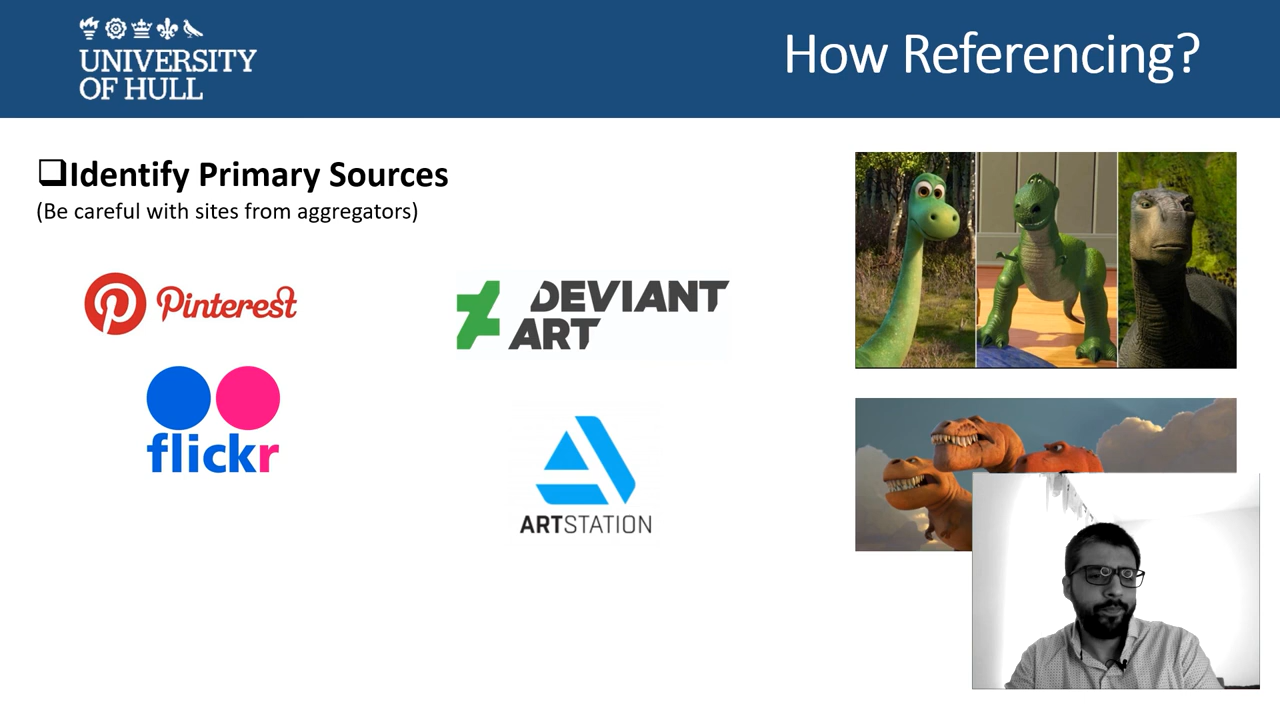 UNIVERSITY
OF HULL
How Referencing?
Identify Primary Sources
(Be careful with sites from aggregators)
Pinterest
DEVIANT
ART
flickr
ARTSTATION